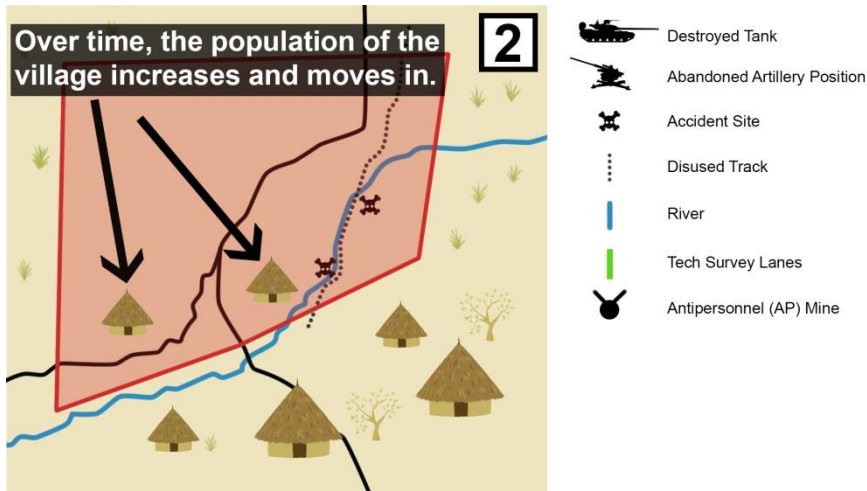 Over time, the population of the
village increases and moves in.
2
Destroyed Tank
Abandoned Artillery Position
Accident Site
Disused Track
River
Tech Survey Lanes
Antipersonnel (AP) Mine